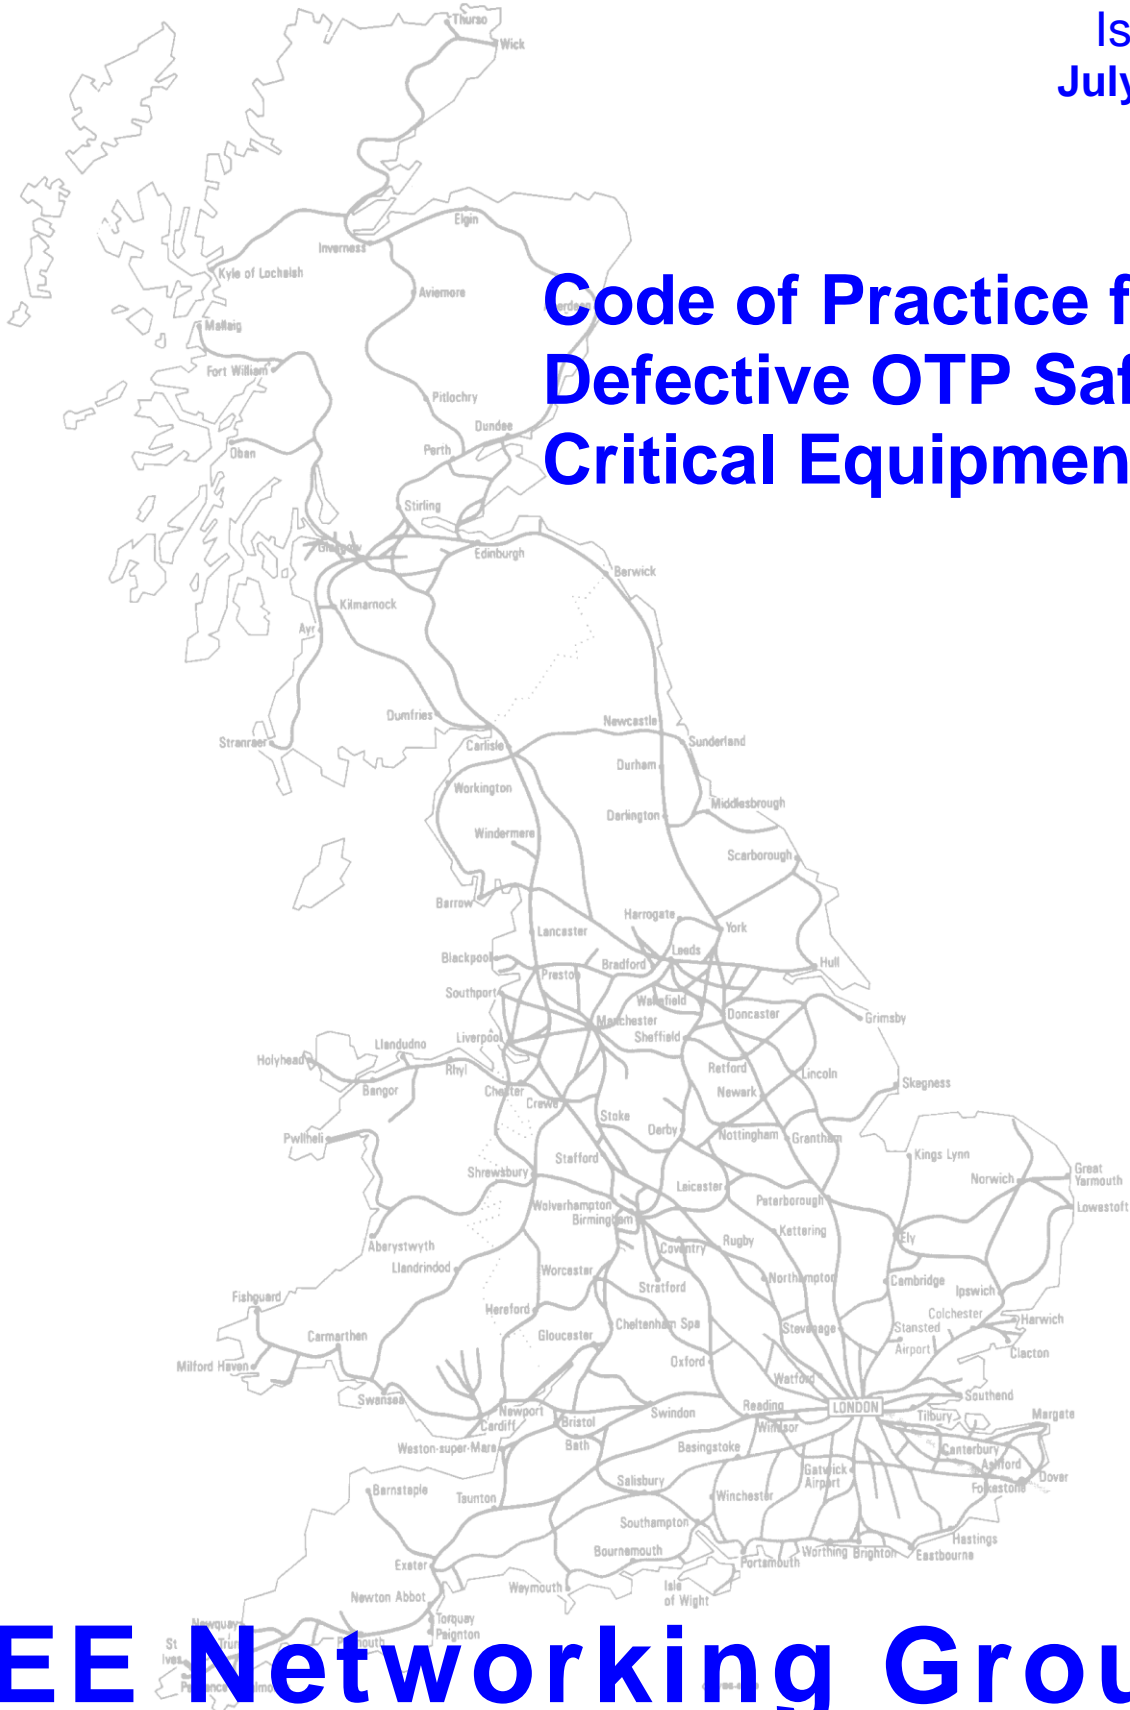 Is
July
Code of Practice f
Defective OTP Saf
Critical Equipmen
Thurso
Wick
Elgin
Inverness
Kyle of Lochalsh
Aviemore
Mallaig
Fort William
Pitlochry
Dundee
Perth
Oban
Stirling
Glasgow
Edinburgh
Berwick
Kilmarnock
Ayr
Dumfries
Newcastle
Stranraer
Carlisle
Sunderland
Durham
Workington
Middlesbrough
Darlington
Windermere
Scarborough
Barrow
Harrogate
York
Lancaster
Leeds
Blackpool
Bradford
Hull
Preston
Southport
Wakefield
Doncaster
Grimsby
Manchester
Liverpool
Sheffield
Llandudno
Holyhead
Rhyl
Retford
Lincoln
Bangor
Chester
Newark
Skegness
Crewe
Stoke
Derby
Nottingham
Grantham
Pwllheli
Stafford
Kings Lynn
Shrewsbury
Norwich
Great
Yarmouth
Leicester
Wolverhampton
Peterborough
Lowestoft
Birmingham
Kettering
Coventry
Rugby
Ely
Aberystwyth
Llandrindod
Worcester
Stratford
Northampton
Cambridge
Ipswich
Fishguard
Hereford
Cheltenham Spa
Colchester
Harwich
Carmarthen
Gloucester
Stevenage
Stansted
Airport
Clacton
Milford Haven
Oxford
Watford
Swansea
Newport
Swindon
Reading
LONDON
Southend
Cardiff
Bristol
Windsor
Tilbury
Margate
Weston-super-Mare
Bath
Basingstoke
Canterbury
Gatwick
Airport
Ashford
Dover
Barnstaple
Taunton
Salisbury
Winchester
Folkestone
Southampton
Hastings
Bournemouth
Portsmouth
Worthing
Brighton
Eastbourne
Exeter
Weymouth
Isle
of Wight
Newton Abbot
Torquay
Paignton
Newquay
St
Ives
EE Networking Grou